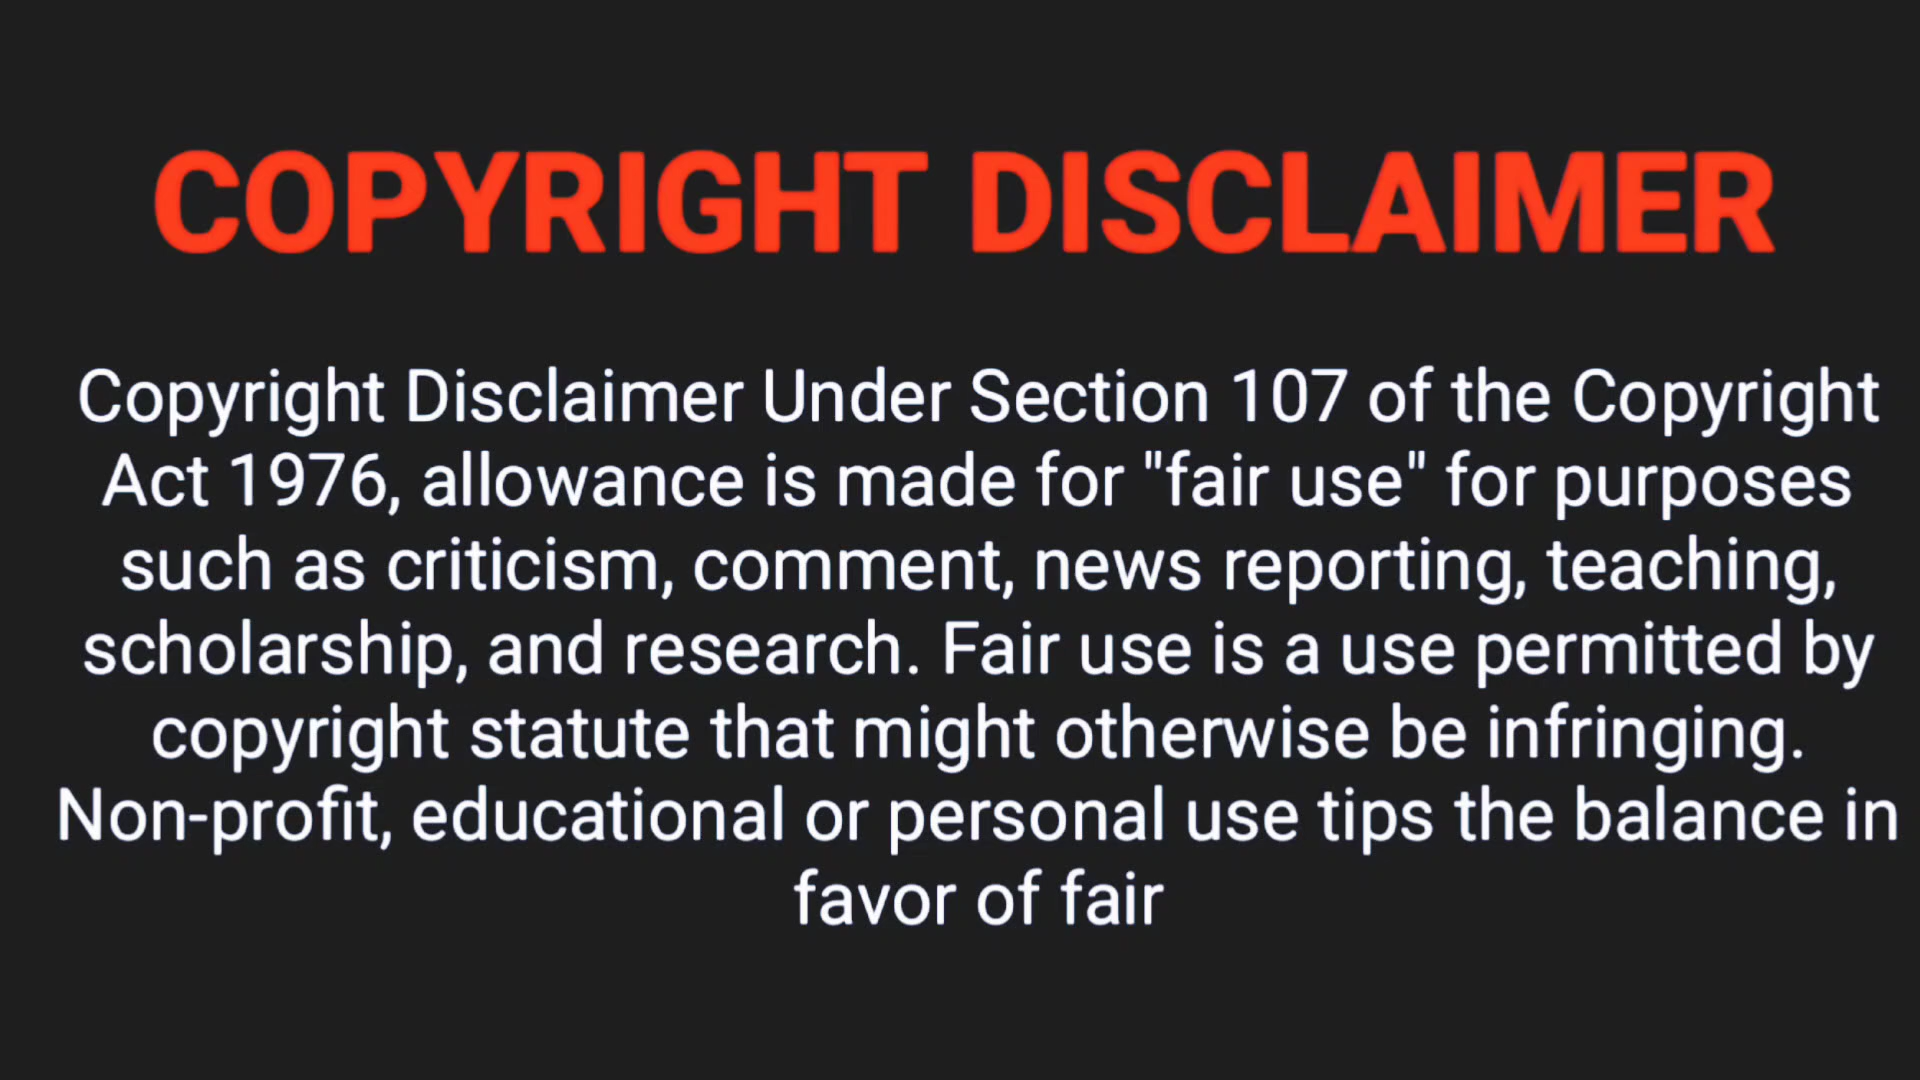 COPYRIGHT DISCLAIMER
Copyright Disclaimer Under Section 107 of the Copyright
Act 1976, allowance is made for "fair use" for purposes
such as criticism, comment, news reporting, teaching,
scholarship, and research. Fair use is a use permitted by
copyright statute that might otherwise be infringing.
Non-profit, educational or personal use tips the balance in
favor of fair